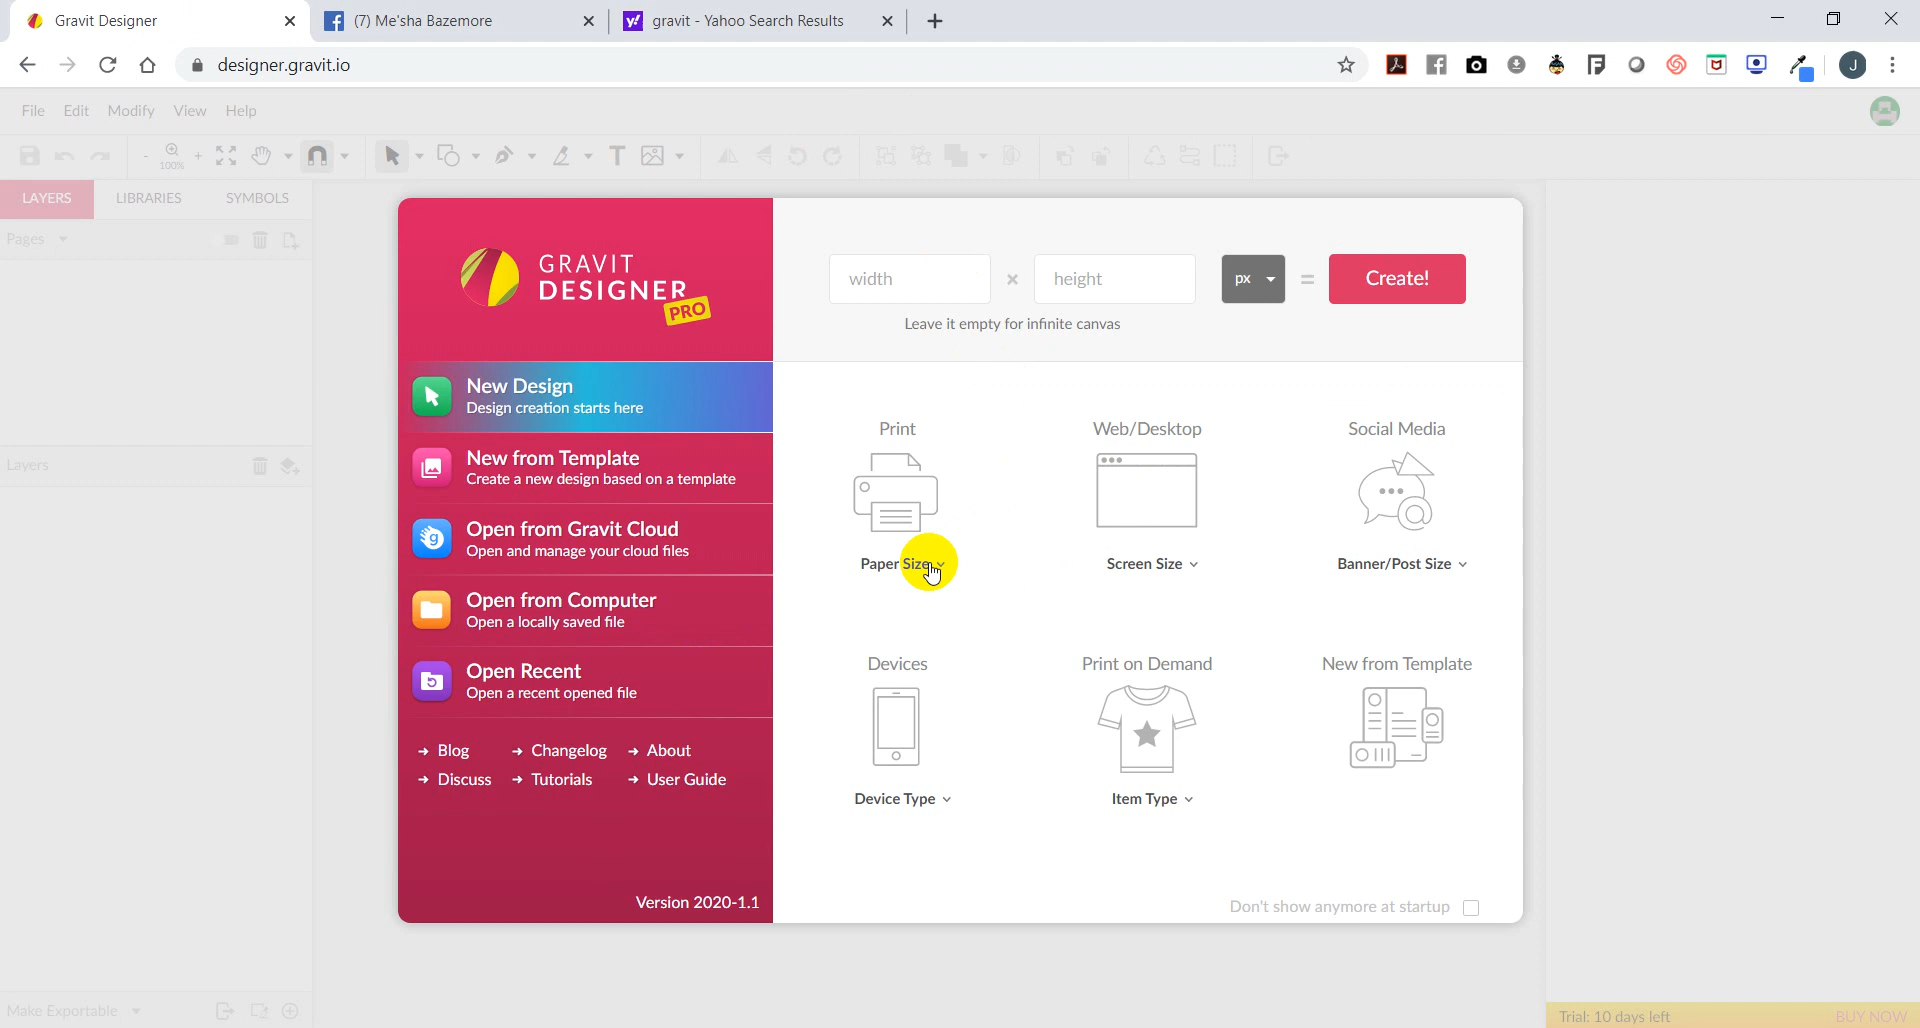 Gravit Designer
(7) Me'sha Bazemore
gravit - Yahoo Search Results
designer.gravit.io
J
File Edit Modify View Help
- 100% +
LAYERS LIBRARIES SYMBOLS
Pages
Layers
GRAVIT
DESIGNER
PRO
New Design
Design creation starts here
New from Template
Create a new design based on a template
Open from Gravit Cloud
Open and manage your cloud files
Open from Computer
Open a locally saved file
Open Recent
Open a recent opened file
→ Blog → Changelog → About
→ Discuss → Tutorials → User Guide
Version 2020-1.1
width × height px = Create!
Leave it empty for infinite canvas
Print Web/Desktop Social Media
Paper Size Screen Size Banner/Post Size
Devices Print on Demand New from Template
Device Type Item Type
Don't show anymore at startup
Make Exportable
Trial: 10 days left BUY NOW